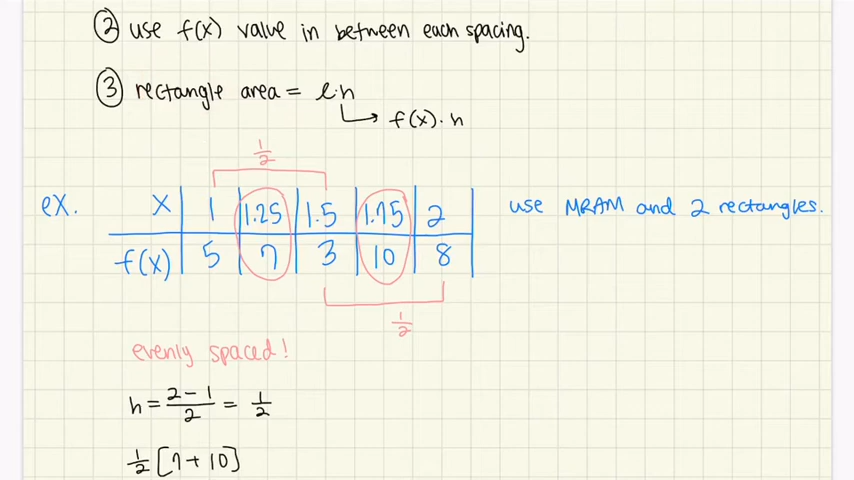 ② use f(x) value in between each spacing.
③ rectangle area = l·h
f(x)·h
1/2
ex. x | 1 | 1.25 | 1.5 | 1.75 | 2 use MRAM and 2 rectangles.
f(x) | 5 | 7 | 3 | 10 | 8
1/2
evenly spaced!
h = (2-1)/2 = 1/2
1/2 [7 + 10]